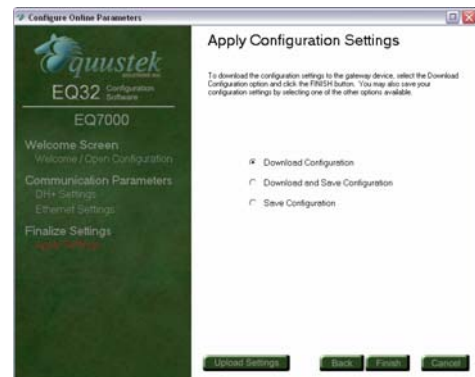 Configure Online Parameters
Equustek
SOLUTIONS INC.
EQ32 Configuration Software
EQ7000
Welcome Screen
Welcome / Open Configuration
Communication Parameters
DH+ Settings
Ethernet Settings
Finalize Settings
Apply Settings
Apply Configuration Settings
To download the configuration settings to the gateway device, select the Download
Configuration option and click the FINISH button. You may also save your
configuration settings by selecting one of the other options available.
Download Configuration
Download and Save Configuration
Save Configuration
Upload Settings
Back
Finish
Cancel